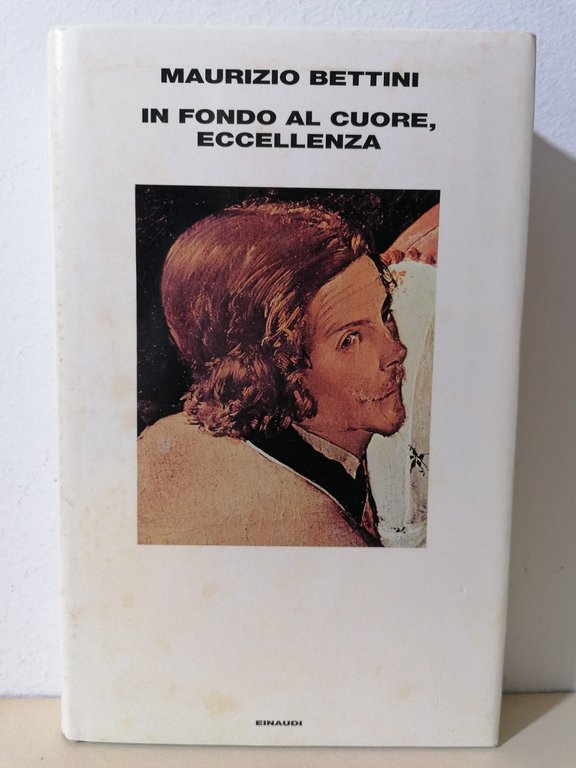 MAURIZIO BETTINI
IN FONDO AL CUORE,
ECCELLENZA
EINAUDI